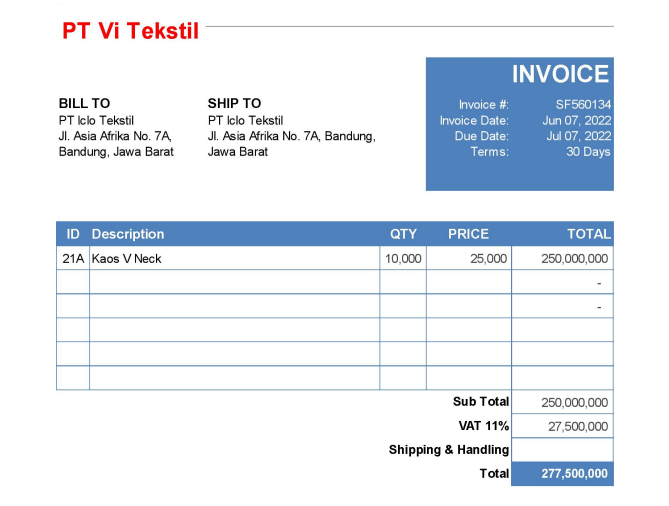 PT Vi Tekstil
INVOICE
BILL TO
PT Iclo Tekstil
Jl. Asia Afrika No. 7A,
Bandung, Jawa Barat
SHIP TO
PT Iclo Tekstil
Jl. Asia Afrika No. 7A, Bandung,
Jawa Barat
Invoice #: SF560134
Invoice Date: Jun 07, 2022
Due Date: Jul 07, 2022
Terms: 30 Days
ID Description QTY PRICE TOTAL
21A Kaos V Neck 10,000 25,000 250,000,000
-
-
Sub Total 250,000,000
VAT 11% 27,500,000
Shipping & Handling
Total 277,500,000